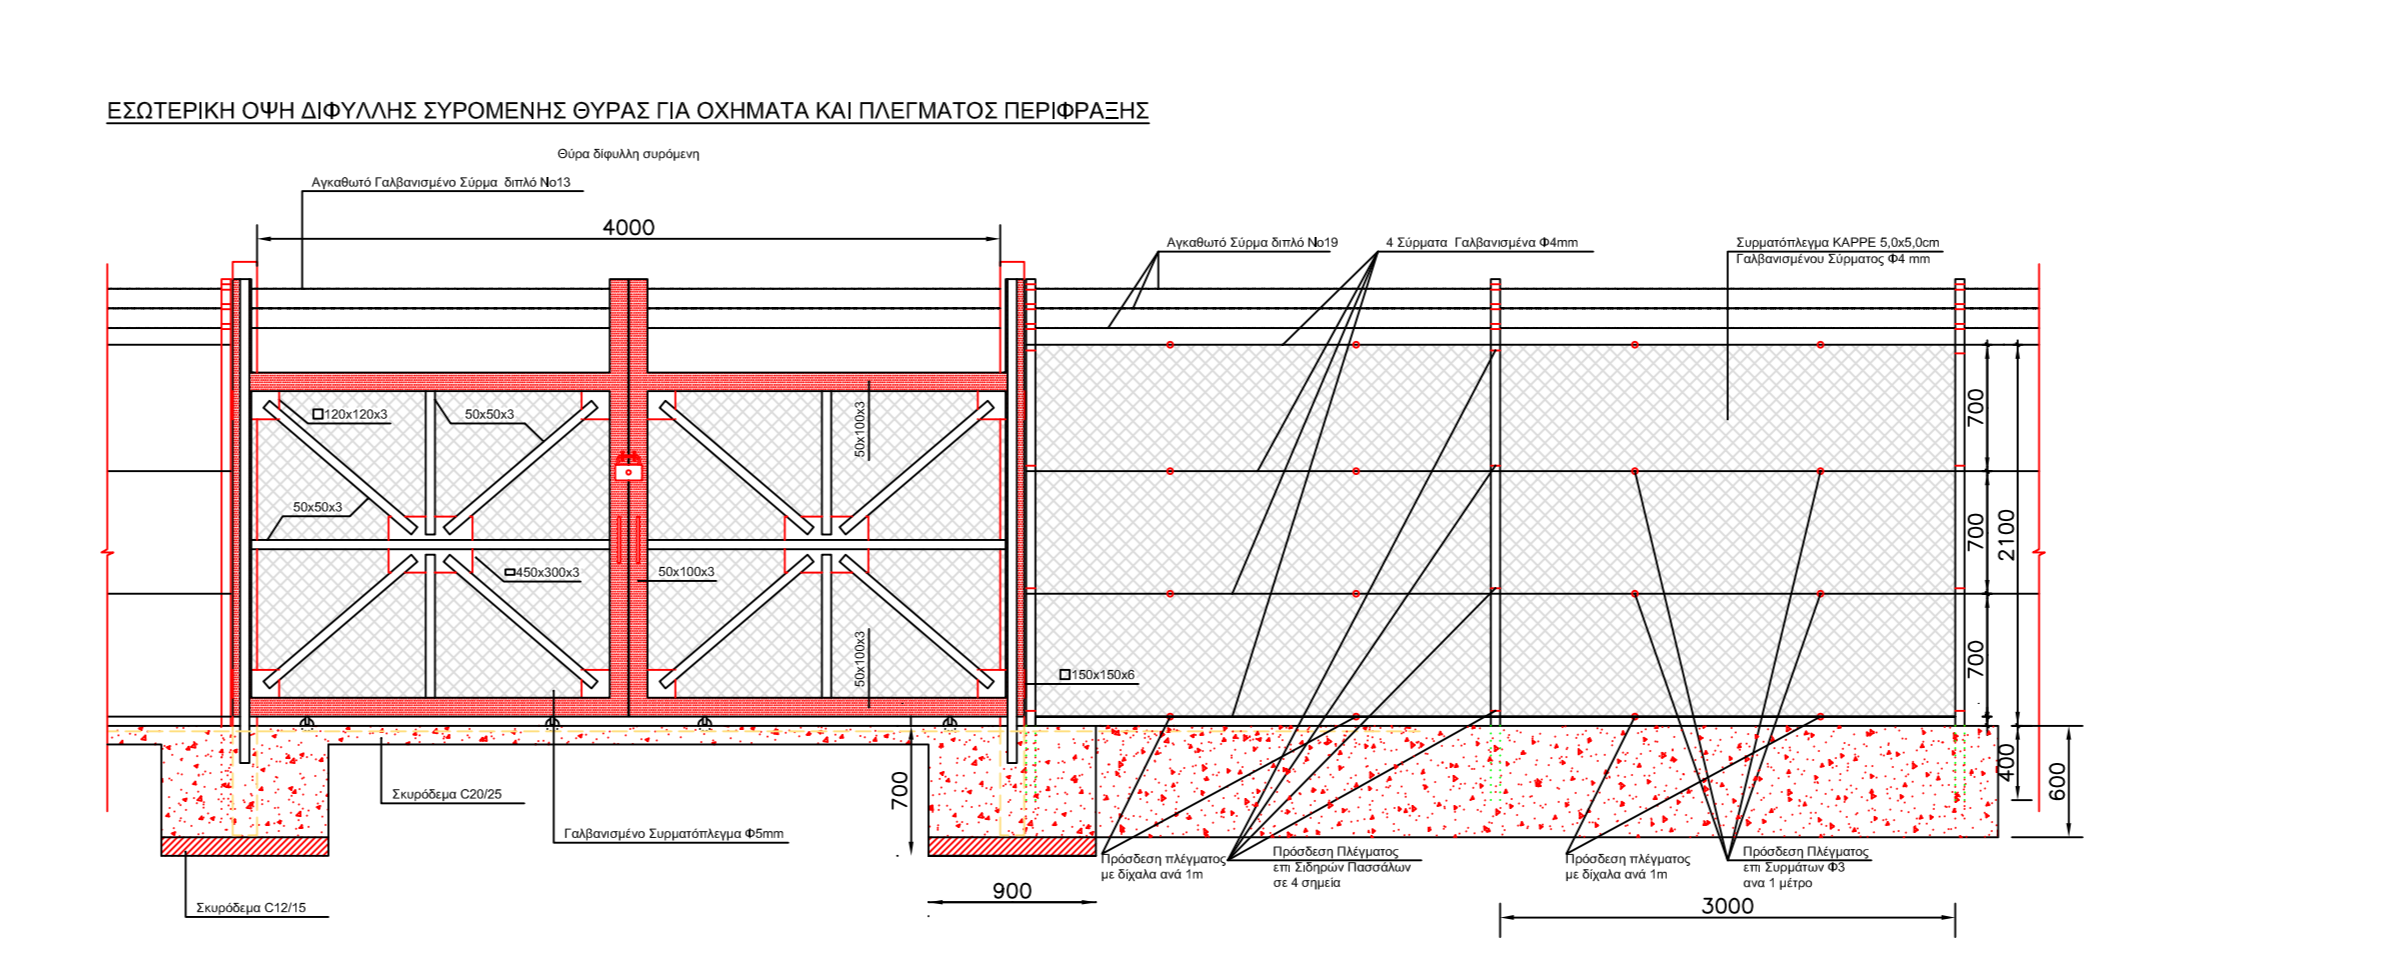 ΕΣΩΤΕΡΙΚΗ ΟΨΗ ΔΙΦΥΛΛΗΣ ΣΥΡΟΜΕΝΗΣ ΘΥΡΑΣ ΓΙΑ ΟΧΗΜΑΤΑ ΚΑΙ ΠΛΕΓΜΑΤΟΣ ΠΕΡΙΦΡΑΞΗΣ
Θύρα δίφυλλη συρόμενη
Αγκαθωτό Γαλβανισμένο Σύρμα διπλό Νο13
4000
Αγκαθωτό Σύρμα διπλό Νο19
4 Σύρματα Γαλβανισμένα Φ4mm
Συρματόπλεγμα ΚΑΡΡΕ 5,0x5,0cm
Γαλβανισμένου Σύρματος Φ4 mm
120x120x3
50x50x3
50x100x3
700
50x50x3
700
2100
450x300x3
50x100x3
50x100x3
700
150x150x6
700
400
600
Σκυρόδεμα C20/25
Γαλβανισμένο Συρματόπλεγμα Φ5mm
Πρόσδεση πλέγματος
με δίχαλα ανά 1m
Πρόσδεση Πλέγματος
επι Σιδηρών Πασσάλων
σε 4 σημεία
Πρόσδεση πλέγματος
με δίχαλα ανά 1m
Πρόσδεση Πλέγματος
επι Συρμάτων Φ3
ανα 1 μέτρο
Σκυρόδεμα C12/15
900
3000